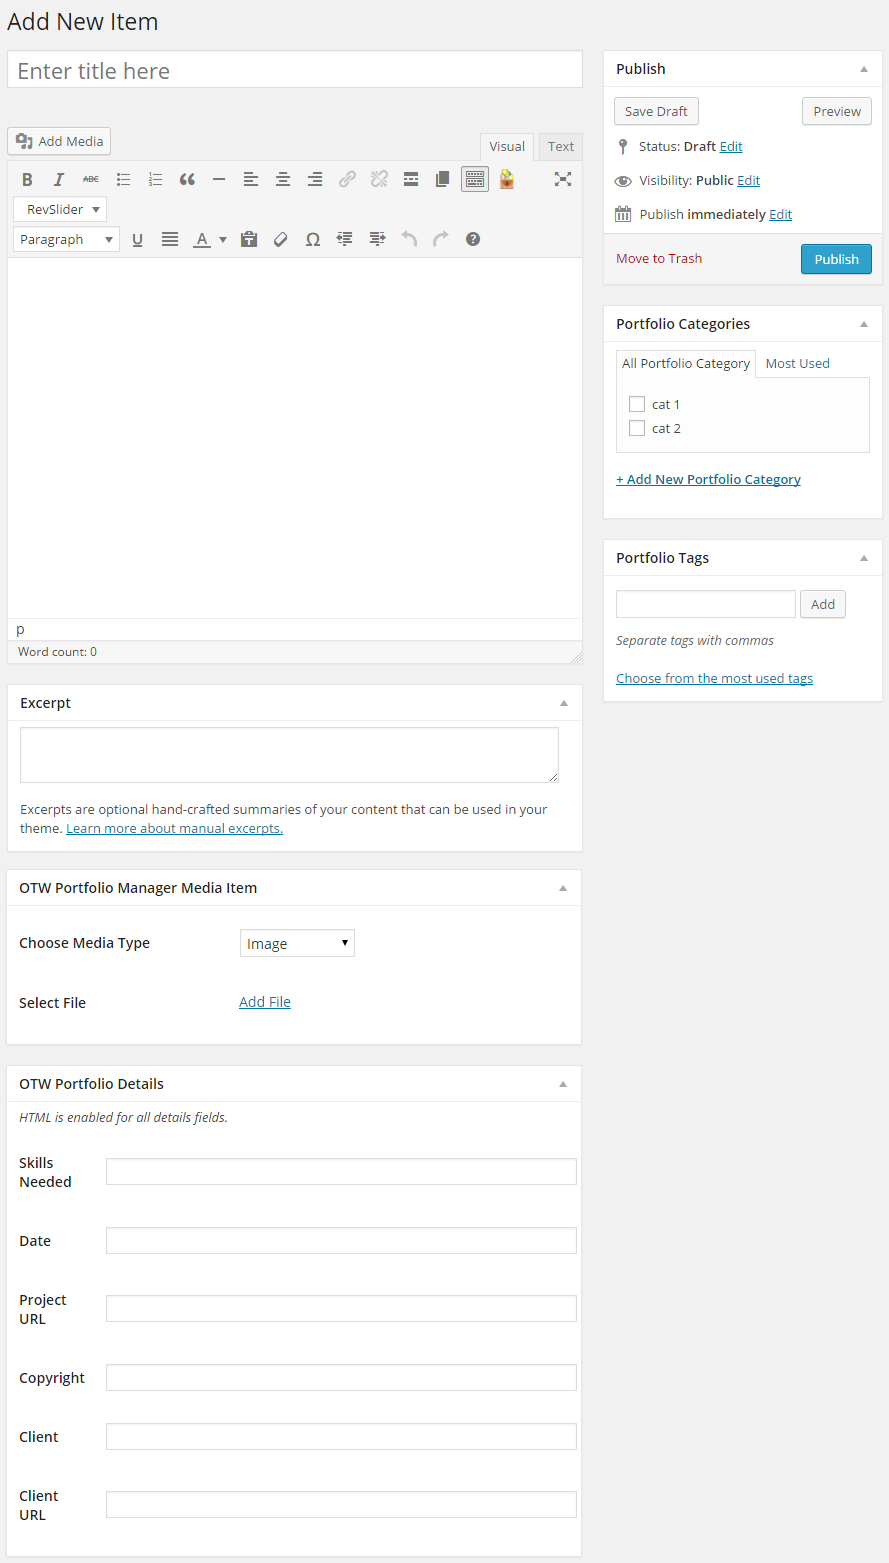 Add New Item
Enter title here
Add Media
Visual
Text
B I ABC
RevSlider
Paragraph
U A T Ω ?
p
Word count: 0
Excerpt
Excerpts are optional hand-crafted summaries of your content that can be used in your
theme. Learn more about manual excerpts.
OTW Portfolio Manager Media Item
Choose Media Type
Image
Select File
Add File
OTW Portfolio Details
HTML is enabled for all details fields.
Skills
Needed
Date
Project
URL
Copyright
Client
Client
URL
Publish
Save Draft
Preview
Status: Draft Edit
Visibility: Public Edit
Publish immediately Edit
Move to Trash
Publish
Portfolio Categories
All Portfolio Category
Most Used
cat 1
cat 2
+ Add New Portfolio Category
Portfolio Tags
Add
Separate tags with commas
Choose from the most used tags